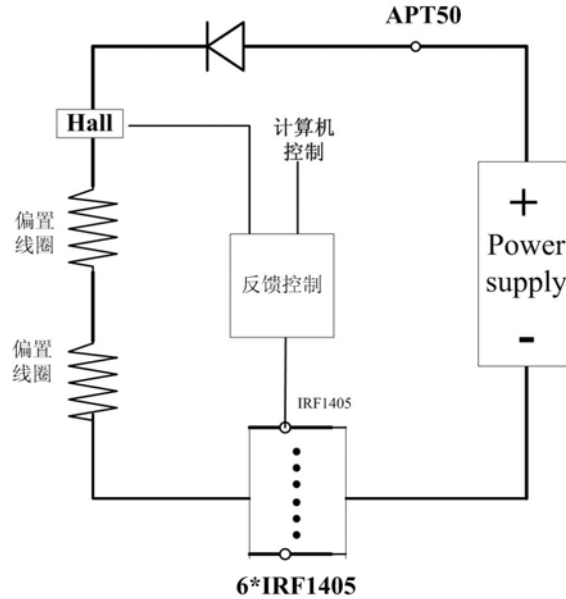 APT50
Hall
计算机
控制
偏置
线圈
+
Power
supply
-
反馈控制
偏置
线圈
IRF1405
6*IRF1405